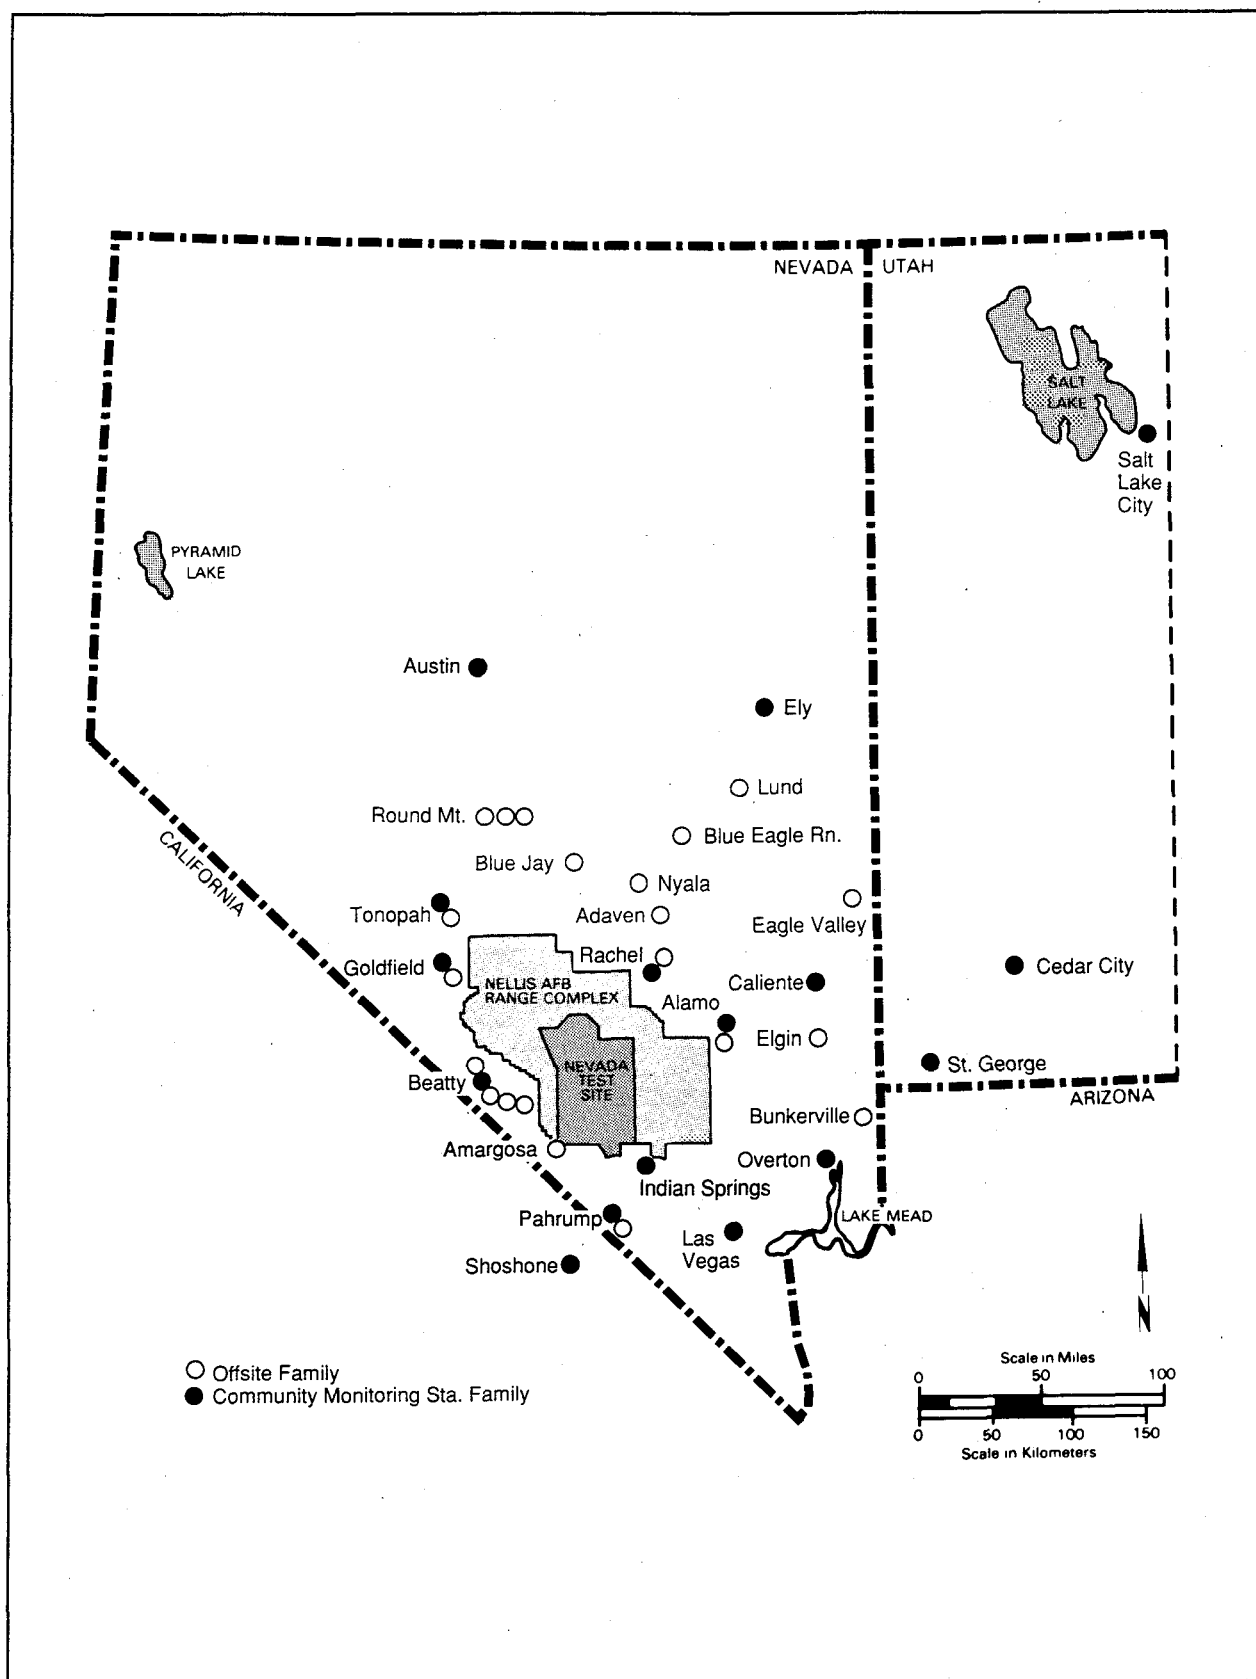 NEVADA
UTAH
SALT
LAKE
Salt
Lake
City
PYRAMID
LAKE
Austin
Ely
Lund
Round Mt.
Blue Eagle Rn.
CALIFORNIA
Blue Jay
Nyala
Tonopah
Adaven
Eagle Valley
Rachel
Goldfield
NELLIS AFB
RANGE COMPLEX
Caliente
Cedar City
Alamo
Elgin
NEVADA
TEST
SITE
Beatty
St. George
ARIZONA
Bunkerville
Amargosa
Overton
Indian Springs
Pahrump
LAKE MEAD
Las
Vegas
Shoshone
N
Offsite Family
Community Monitoring Sta. Family
Scale in Miles
0 50 100
0 50 100 150
Scale in Kilometers